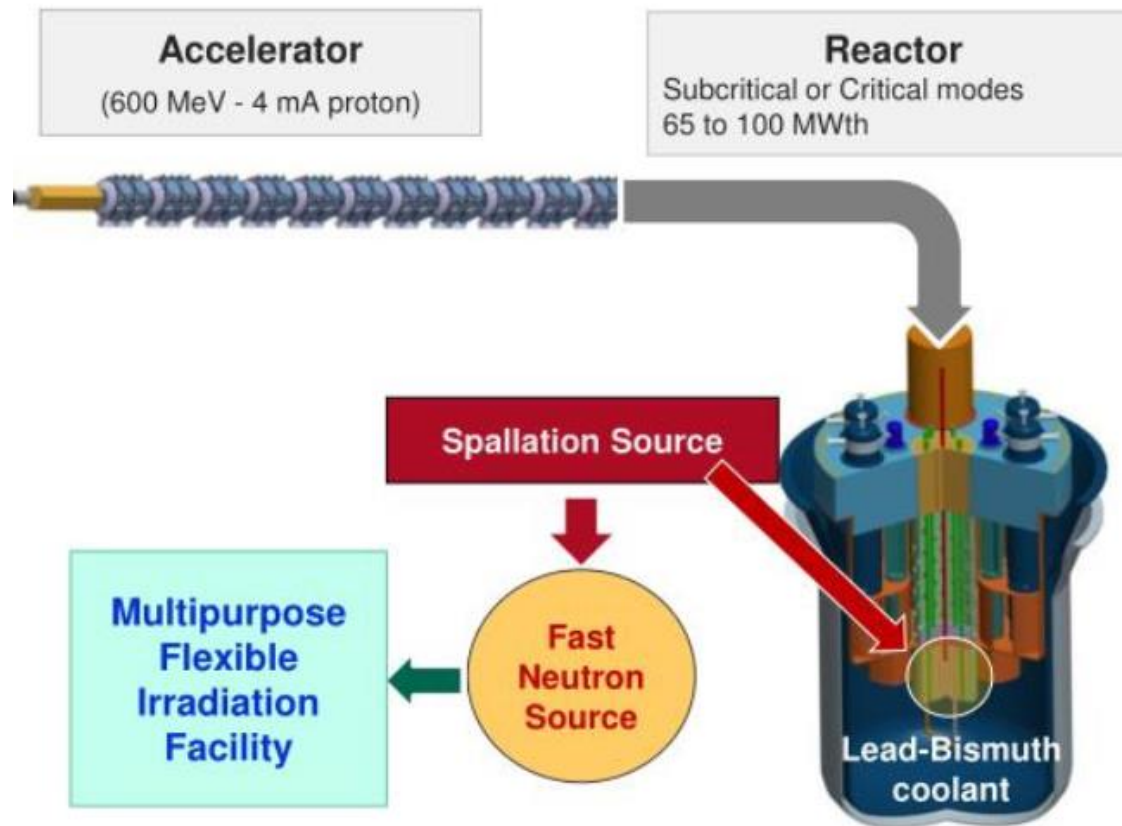 Accelerator
(600 MeV - 4 mA proton)
Reactor
Subcritical or Critical modes
65 to 100 MWth
Spallation Source
Multipurpose
Flexible
Irradiation
Facility
Fast
Neutron
Source
Lead-Bismuth
coolant